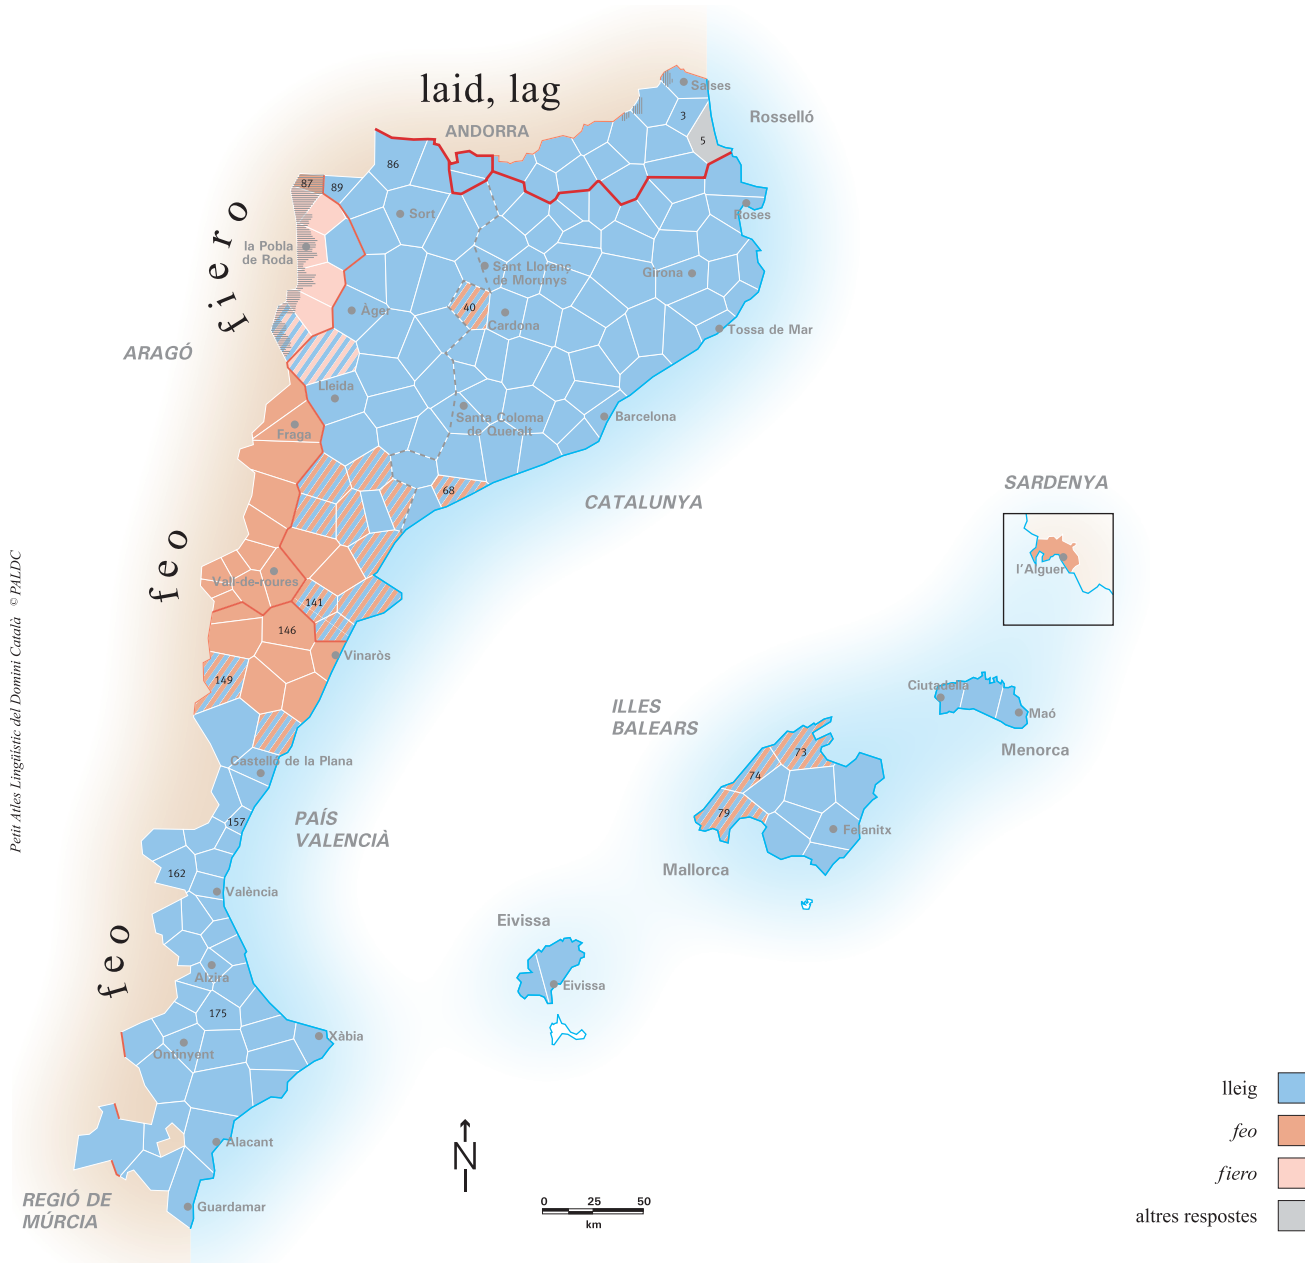 laid, lag
Salses
3
Rosselló
5
ANDORRA
86
87
89
fiero
Sort
Roses
la Pobla
de Roda
Sant Llorenç
de Morunys
Girona
40
Àger
Cardona
Tossa de Mar
ARAGÓ
Lleida
Santa Coloma
de Queralt
Barcelona
Fraga
68
CATALUNYA
SARDENYA
l'Alguer
feo
Vall-de-roures
141
146
Vinaròs
149
Ciutadella
Maó
Menorca
ILLES
BALEARS
73
74
79
Felanitx
Mallorca
Castelló de la Plana
157
PAÍS
VALENCIÀ
162
València
Eivissa
Eivissa
feo
Alzira
175
Xàbia
Ontinyent
Alacant
REGIÓ DE
MÚRCIA
Guardamar
N
0 25 50
km
lleig
feo
fiero
altres respostes
Petit Atles Lingüístic del Domini Català © PALDC